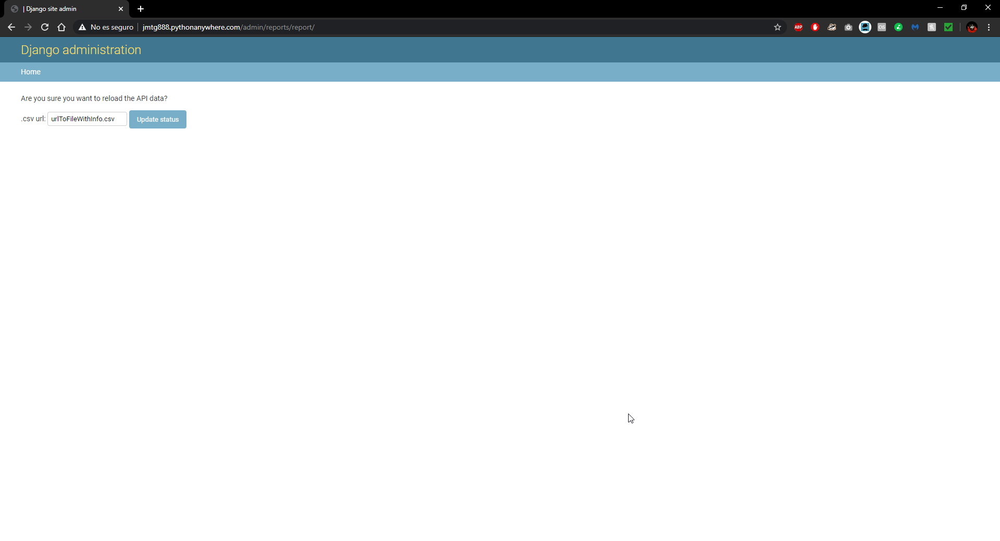 | Django site admin
No es seguro jmtg888.pythonanywhere.com/admin/reports/report/
ABP
Django administration
Home
Are you sure you want to reload the API data?
.csv url: urlToFileWithInfo.csv Update status